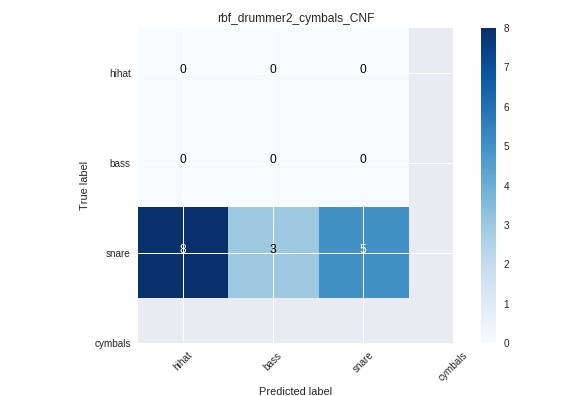 rbf_drummer2_cymbals_CNF
8
hihat 0 0 0
7
6
5
bass 0 0 0
4
True label
3
snare 8 3 5
2
1
cymbals
0
hihat bass snare cymbals
Predicted label